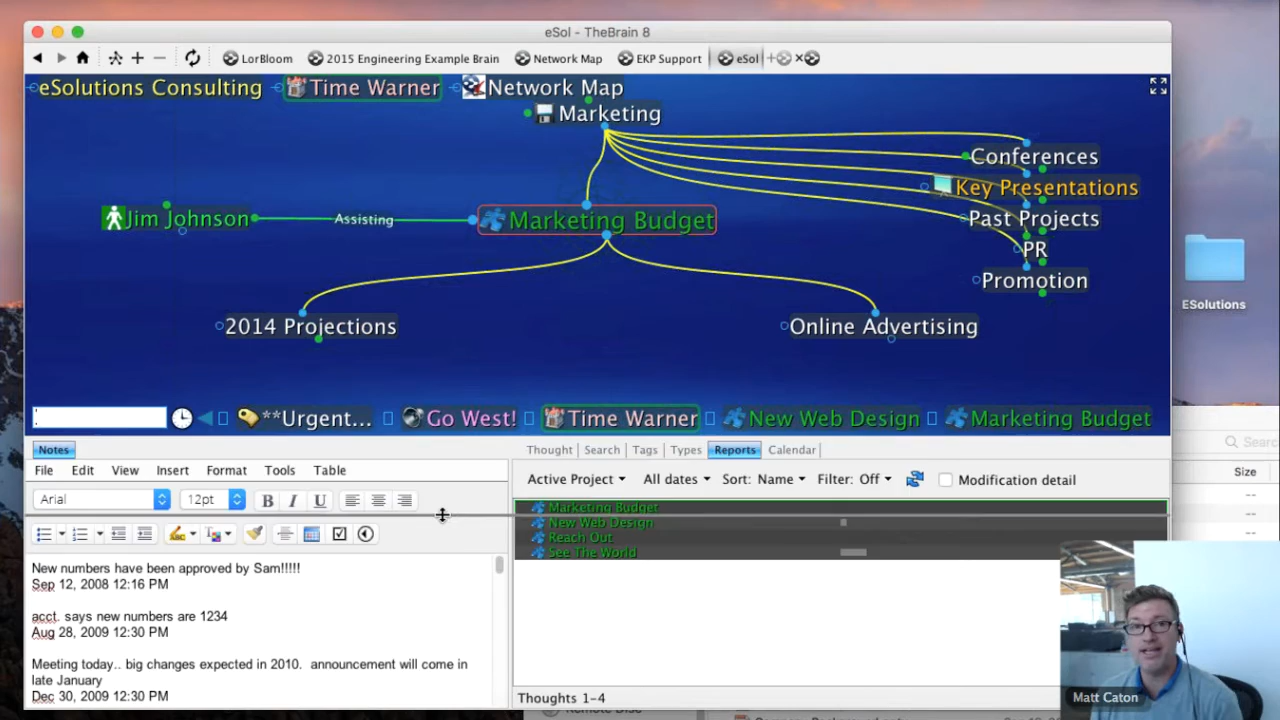 eSol - TheBrain 8
LorBloom 2015 Engineering Example Brain Network Map EKP Support eSol
eSolutions Consulting Time Warner Network Map
Marketing
Conferences
Key Presentations
Jim Johnson Assisting Marketing Budget Past Projects
PR
Promotion
ESolutions
2014 Projections Online Advertising
**Urgent... Go West! Time Warner New Web Design Marketing Budget
Notes Thought Search Tags Types Reports Calendar
File Edit View Insert Format Tools Table
Active Project All dates Sort: Name Filter: Off Modification detail
Size
Arial 12pt B I U
Marketing Budget
New Web Design
Reach Out
See The World
New numbers have been approved by Sam!!!!!
Sep 12, 2008 12:16 PM
acct. says new numbers are 1234
Aug 28, 2009 12:30 PM
Meeting today.. big changes expected in 2010. announcement will come in
late January
Dec 30, 2009 12:30 PM
Thoughts 1-4
Matt Caton